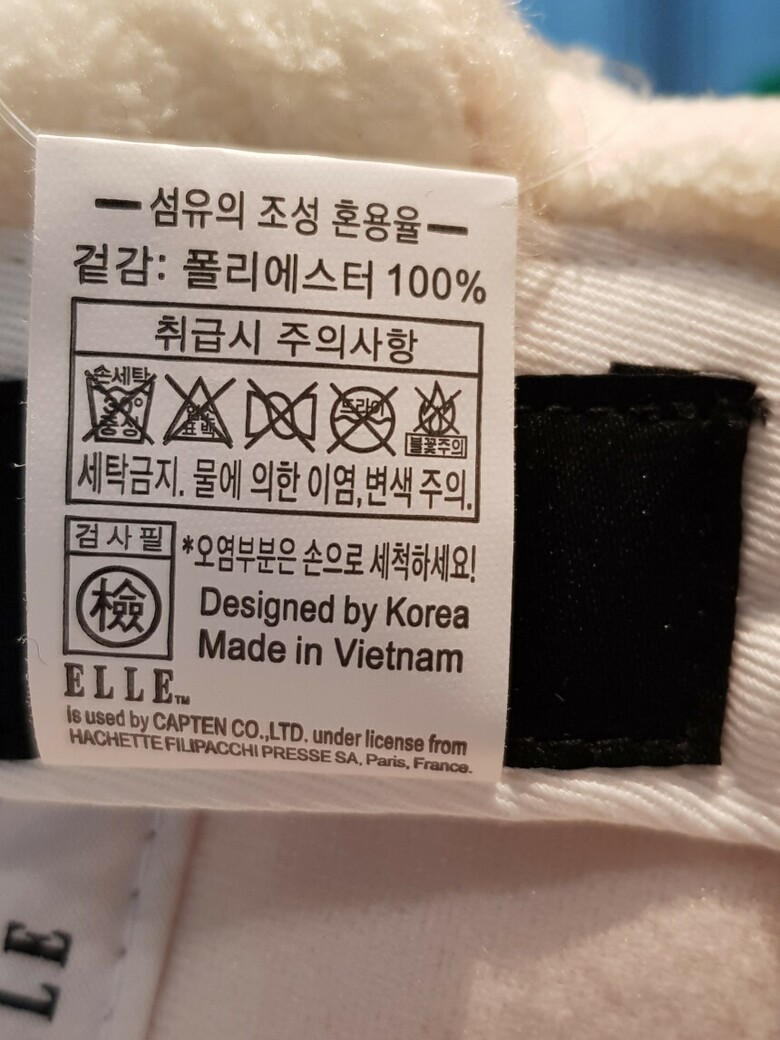 섬유의 조성 혼용율
겉감: 폴리에스터 100%
취급시 주의사항
손세탁
30° 염소 드라이
중성 표백 불꽃주의
세탁금지. 물에 의한 이염,변색 주의.
검사필
*오염부분은 손으로 세척하세요!
檢
Designed by Korea
Made in Vietnam
ELLE™
is used by CAPTEN CO.,LTD. under license from
HACHETTE FILIPACCHI PRESSE SA, Paris, France.
LE